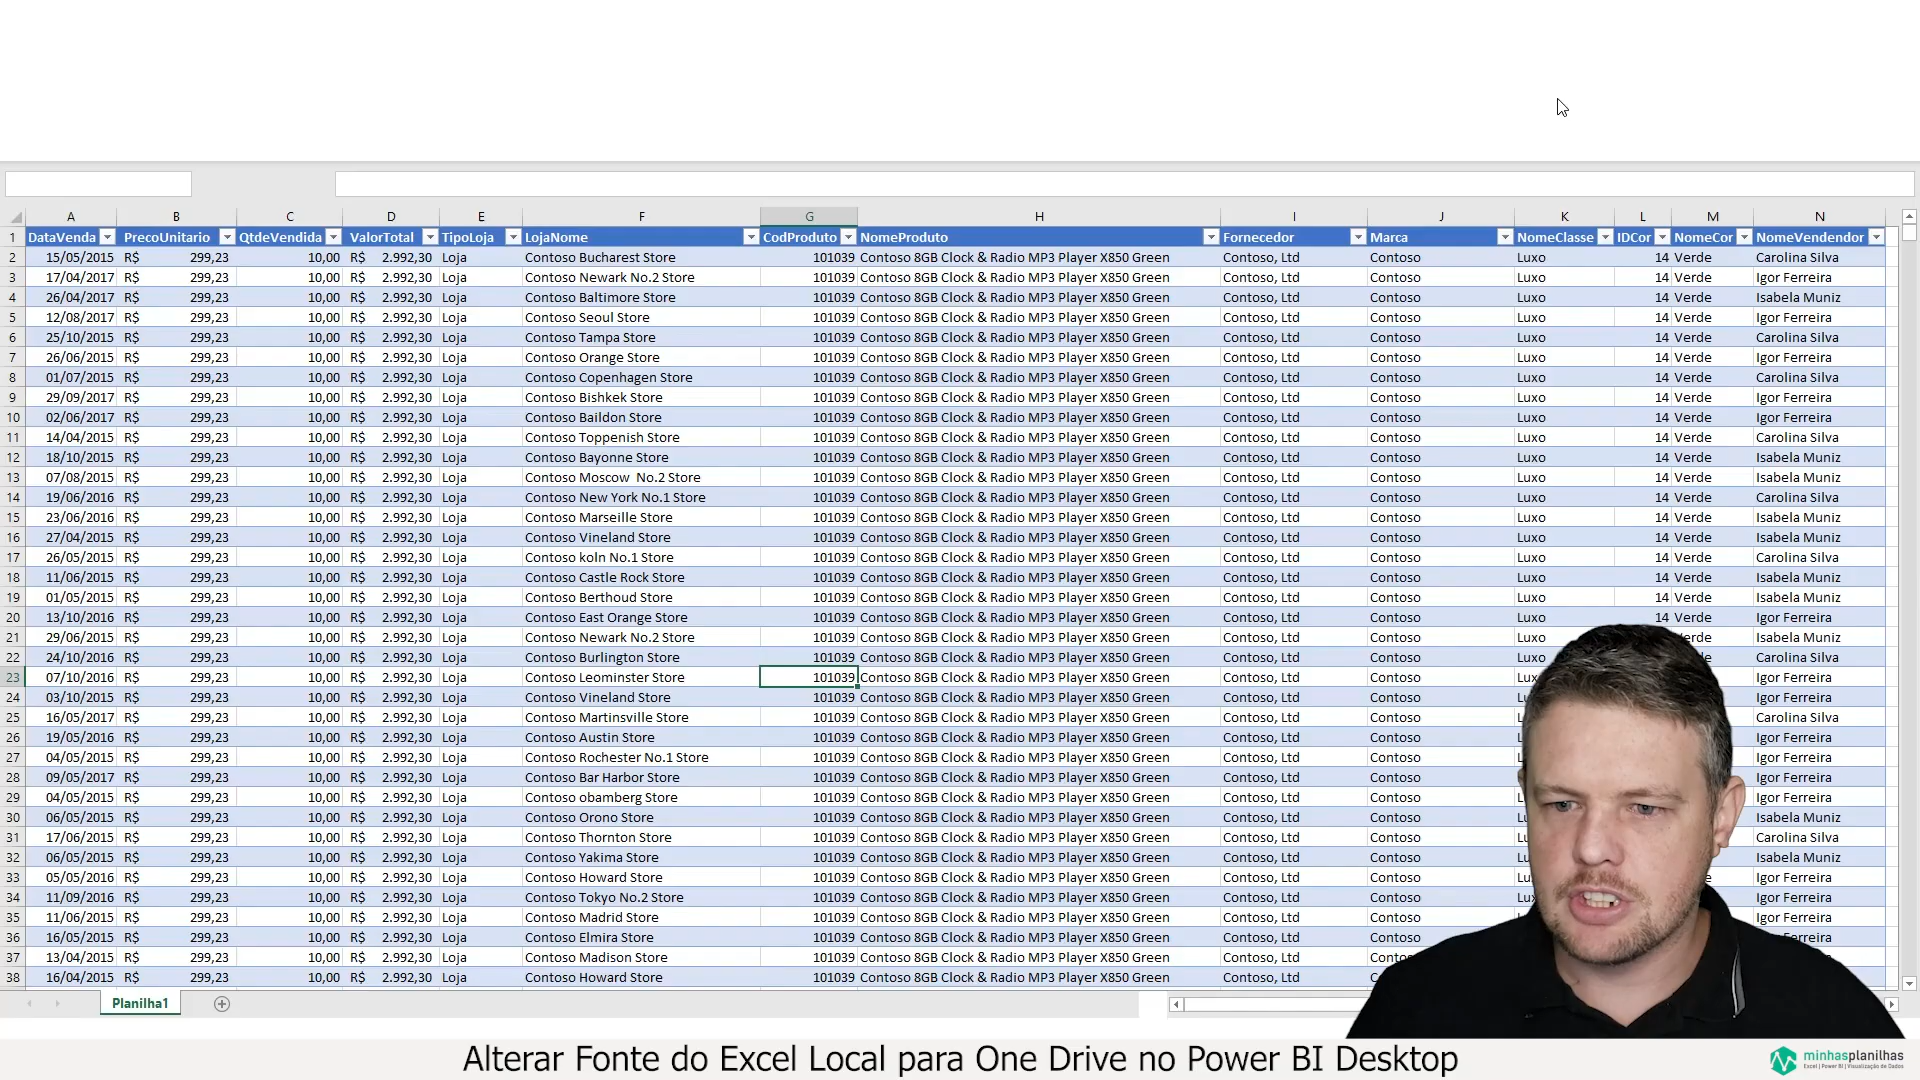 A B C D E F G H I J K L M N
1 DataVenda PrecoUnitario QtdeVendida ValorTotal TipoLoja LojaNome CodProduto NomeProduto Fornecedor Marca NomeClasse IDCor NomeCor NomeVendendor
2 15/05/2015 R$ 299,23 10,00 R$ 2.992,30 Loja Contoso Bucharest Store 101039 Contoso 8GB Clock & Radio MP3 Player X850 Green Contoso, Ltd Contoso Luxo 14 Verde Carolina Silva
3 17/04/2017 R$ 299,23 10,00 R$ 2.992,30 Loja Contoso Newark No.2 Store 101039 Contoso 8GB Clock & Radio MP3 Player X850 Green Contoso, Ltd Contoso Luxo 14 Verde Igor Ferreira
4 26/04/2017 R$ 299,23 10,00 R$ 2.992,30 Loja Contoso Baltimore Store 101039 Contoso 8GB Clock & Radio MP3 Player X850 Green Contoso, Ltd Contoso Luxo 14 Verde Isabela Muniz
5 12/08/2017 R$ 299,23 10,00 R$ 2.992,30 Loja Contoso Seoul Store 101039 Contoso 8GB Clock & Radio MP3 Player X850 Green Contoso, Ltd Contoso Luxo 14 Verde Igor Ferreira
6 25/10/2015 R$ 299,23 10,00 R$ 2.992,30 Loja Contoso Tampa Store 101039 Contoso 8GB Clock & Radio MP3 Player X850 Green Contoso, Ltd Contoso Luxo 14 Verde Carolina Silva
7 26/06/2015 R$ 299,23 10,00 R$ 2.992,30 Loja Contoso Orange Store 101039 Contoso 8GB Clock & Radio MP3 Player X850 Green Contoso, Ltd Contoso Luxo 14 Verde Igor Ferreira
8 01/07/2015 R$ 299,23 10,00 R$ 2.992,30 Loja Contoso Copenhagen Store 101039 Contoso 8GB Clock & Radio MP3 Player X850 Green Contoso, Ltd Contoso Luxo 14 Verde Carolina Silva
9 29/09/2017 R$ 299,23 10,00 R$ 2.992,30 Loja Contoso Bishkek Store 101039 Contoso 8GB Clock & Radio MP3 Player X850 Green Contoso, Ltd Contoso Luxo 14 Verde Igor Ferreira
10 02/06/2017 R$ 299,23 10,00 R$ 2.992,30 Loja Contoso Baildon Store 101039 Contoso 8GB Clock & Radio MP3 Player X850 Green Contoso, Ltd Contoso Luxo 14 Verde Igor Ferreira
11 14/04/2015 R$ 299,23 10,00 R$ 2.992,30 Loja Contoso Toppenish Store 101039 Contoso 8GB Clock & Radio MP3 Player X850 Green Contoso, Ltd Contoso Luxo 14 Verde Carolina Silva
12 18/10/2015 R$ 299,23 10,00 R$ 2.992,30 Loja Contoso Bayonne Store 101039 Contoso 8GB Clock & Radio MP3 Player X850 Green Contoso, Ltd Contoso Luxo 14 Verde Isabela Muniz
13 07/08/2015 R$ 299,23 10,00 R$ 2.992,30 Loja Contoso Moscow No.2 Store 101039 Contoso 8GB Clock & Radio MP3 Player X850 Green Contoso, Ltd Contoso Luxo 14 Verde Isabela Muniz
14 19/06/2016 R$ 299,23 10,00 R$ 2.992,30 Loja Contoso New York No.1 Store 101039 Contoso 8GB Clock & Radio MP3 Player X850 Green Contoso, Ltd Contoso Luxo 14 Verde Carolina Silva
15 23/06/2016 R$ 299,23 10,00 R$ 2.992,30 Loja Contoso Marseille Store 101039 Contoso 8GB Clock & Radio MP3 Player X850 Green Contoso, Ltd Contoso Luxo 14 Verde Isabela Muniz
16 27/04/2015 R$ 299,23 10,00 R$ 2.992,30 Loja Contoso Vineland Store 101039 Contoso 8GB Clock & Radio MP3 Player X850 Green Contoso, Ltd Contoso Luxo 14 Verde Isabela Muniz
17 26/05/2015 R$ 299,23 10,00 R$ 2.992,30 Loja Contoso koln No.1 Store 101039 Contoso 8GB Clock & Radio MP3 Player X850 Green Contoso, Ltd Contoso Luxo 14 Verde Carolina Silva
18 11/06/2015 R$ 299,23 10,00 R$ 2.992,30 Loja Contoso Castle Rock Store 101039 Contoso 8GB Clock & Radio MP3 Player X850 Green Contoso, Ltd Contoso Luxo 14 Verde Isabela Muniz
19 01/05/2015 R$ 299,23 10,00 R$ 2.992,30 Loja Contoso Berthoud Store 101039 Contoso 8GB Clock & Radio MP3 Player X850 Green Contoso, Ltd Contoso Luxo 14 Verde Isabela Muniz
20 13/10/2016 R$ 299,23 10,00 R$ 2.992,30 Loja Contoso East Orange Store 101039 Contoso 8GB Clock & Radio MP3 Player X850 Green Contoso, Ltd Contoso Luxo 14 Verde Igor Ferreira
21 29/06/2015 R$ 299,23 10,00 R$ 2.992,30 Loja Contoso Newark No.2 Store 101039 Contoso 8GB Clock & Radio MP3 Player X850 Green Contoso, Ltd Contoso Luxo erde Isabela Muniz
22 24/10/2016 R$ 299,23 10,00 R$ 2.992,30 Loja Contoso Burlington Store 101039 Contoso 8GB Clock & Radio MP3 Player X850 Green Contoso, Ltd Contoso Luxo de Carolina Silva
23 07/10/2016 R$ 299,23 10,00 R$ 2.992,30 Loja Contoso Leominster Store 101039 Contoso 8GB Clock & Radio MP3 Player X850 Green Contoso, Ltd Contoso Lux e Igor Ferreira
24 03/10/2015 R$ 299,23 10,00 R$ 2.992,30 Loja Contoso Vineland Store 101039 Contoso 8GB Clock & Radio MP3 Player X850 Green Contoso, Ltd Contoso Lu Igor Ferreira
25 16/05/2017 R$ 299,23 10,00 R$ 2.992,30 Loja Contoso Martinsville Store 101039 Contoso 8GB Clock & Radio MP3 Player X850 Green Contoso, Ltd Contoso L Carolina Silva
26 19/05/2016 R$ 299,23 10,00 R$ 2.992,30 Loja Contoso Austin Store 101039 Contoso 8GB Clock & Radio MP3 Player X850 Green Contoso, Ltd Contoso L Igor Ferreira
27 04/05/2015 R$ 299,23 10,00 R$ 2.992,30 Loja Contoso Rochester No.1 Store 101039 Contoso 8GB Clock & Radio MP3 Player X850 Green Contoso, Ltd Contoso L Igor Ferreira
28 09/05/2017 R$ 299,23 10,00 R$ 2.992,30 Loja Contoso Bar Harbor Store 101039 Contoso 8GB Clock & Radio MP3 Player X850 Green Contoso, Ltd Contoso Igor Ferreira
29 04/05/2015 R$ 299,23 10,00 R$ 2.992,30 Loja Contoso obamberg Store 101039 Contoso 8GB Clock & Radio MP3 Player X850 Green Contoso, Ltd Contoso L Igor Ferreira
30 06/05/2015 R$ 299,23 10,00 R$ 2.992,30 Loja Contoso Orono Store 101039 Contoso 8GB Clock & Radio MP3 Player X850 Green Contoso, Ltd Contoso L Isabela Muniz
31 17/06/2015 R$ 299,23 10,00 R$ 2.992,30 Loja Contoso Thornton Store 101039 Contoso 8GB Clock & Radio MP3 Player X850 Green Contoso, Ltd Contoso Lu Carolina Silva
32 06/05/2015 R$ 299,23 10,00 R$ 2.992,30 Loja Contoso Yakima Store 101039 Contoso 8GB Clock & Radio MP3 Player X850 Green Contoso, Ltd Contoso Lu Isabela Muniz
33 05/05/2016 R$ 299,23 10,00 R$ 2.992,30 Loja Contoso Howard Store 101039 Contoso 8GB Clock & Radio MP3 Player X850 Green Contoso, Ltd Contoso Lu Igor Ferreira
34 11/09/2016 R$ 299,23 10,00 R$ 2.992,30 Loja Contoso Tokyo No.2 Store 101039 Contoso 8GB Clock & Radio MP3 Player X850 Green Contoso, Ltd Contoso Lux e Igor Ferreira
35 11/06/2015 R$ 299,23 10,00 R$ 2.992,30 Loja Contoso Madrid Store 101039 Contoso 8GB Clock & Radio MP3 Player X850 Green Contoso, Ltd Contoso Lu Igor Ferreira
36 16/05/2015 R$ 299,23 10,00 R$ 2.992,30 Loja Contoso Elmira Store 101039 Contoso 8GB Clock & Radio MP3 Player X850 Green Contoso, Ltd Contoso erreira
37 13/04/2015 R$ 299,23 10,00 R$ 2.992,30 Loja Contoso Madison Store 101039 Contoso 8GB Clock & Radio MP3 Player X850 Green Contoso, Ltd Conto
38 16/04/2015 R$ 299,23 10,00 R$ 2.992,30 Loja Contoso Howard Store 101039 Contoso 8GB Clock & Radio MP3 Player X850 Green Contoso, Ltd C
Planilha1
Alterar Fonte do Excel Local para One Drive no Power BI Desktop
minhasplanilhas
Excel | Power BI | Visualização de Dados